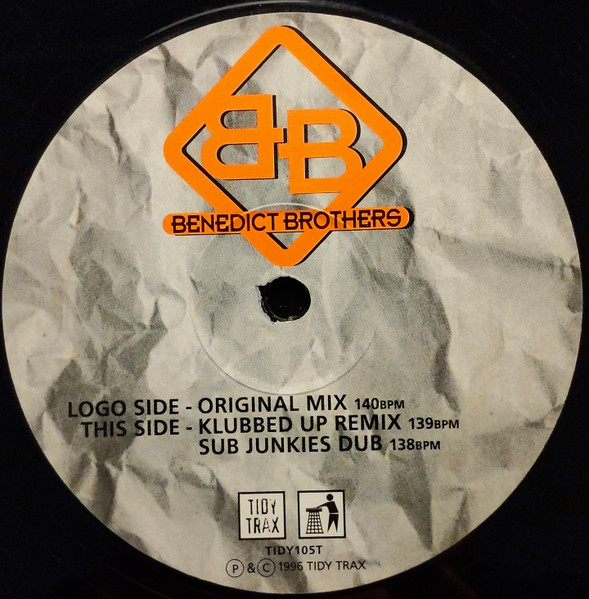 BB
BENEDICT BROTHERS
LOGO SIDE - ORIGINAL MIX 140BPM
THIS SIDE - KLUBBED UP REMIX 139BPM
SUB JUNKIES DUB 138BPM
TIDY
TRAX
TIDY105T
Ⓟ & Ⓒ 1996 TIDY TRAX